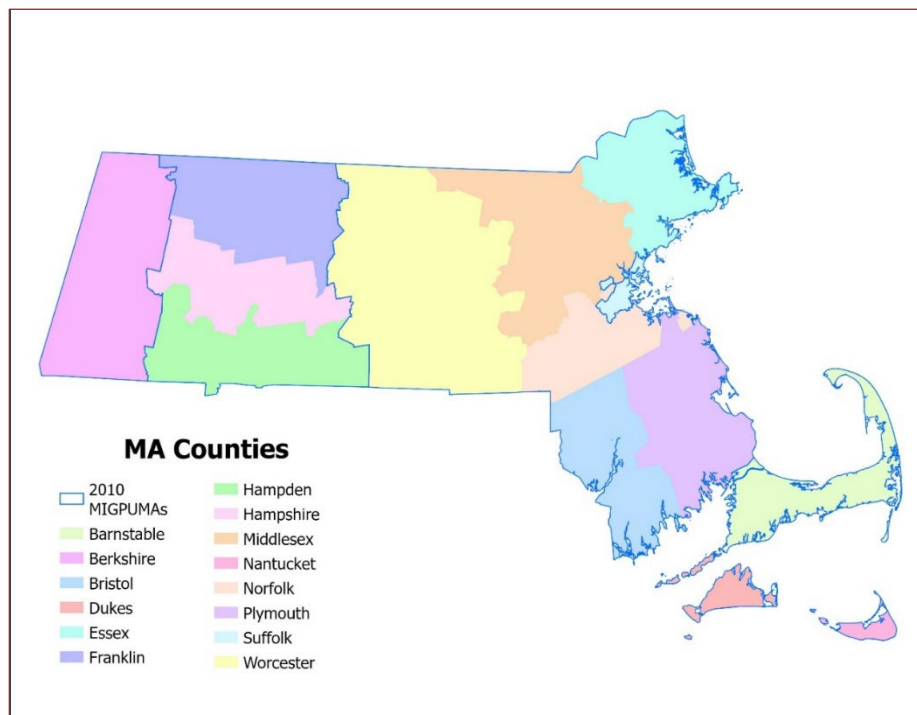 MA Counties
2010
MIGPUMAs
Barnstable
Berkshire
Bristol
Dukes
Essex
Franklin
Hampden
Hampshire
Middlesex
Nantucket
Norfolk
Plymouth
Suffolk
Worcester